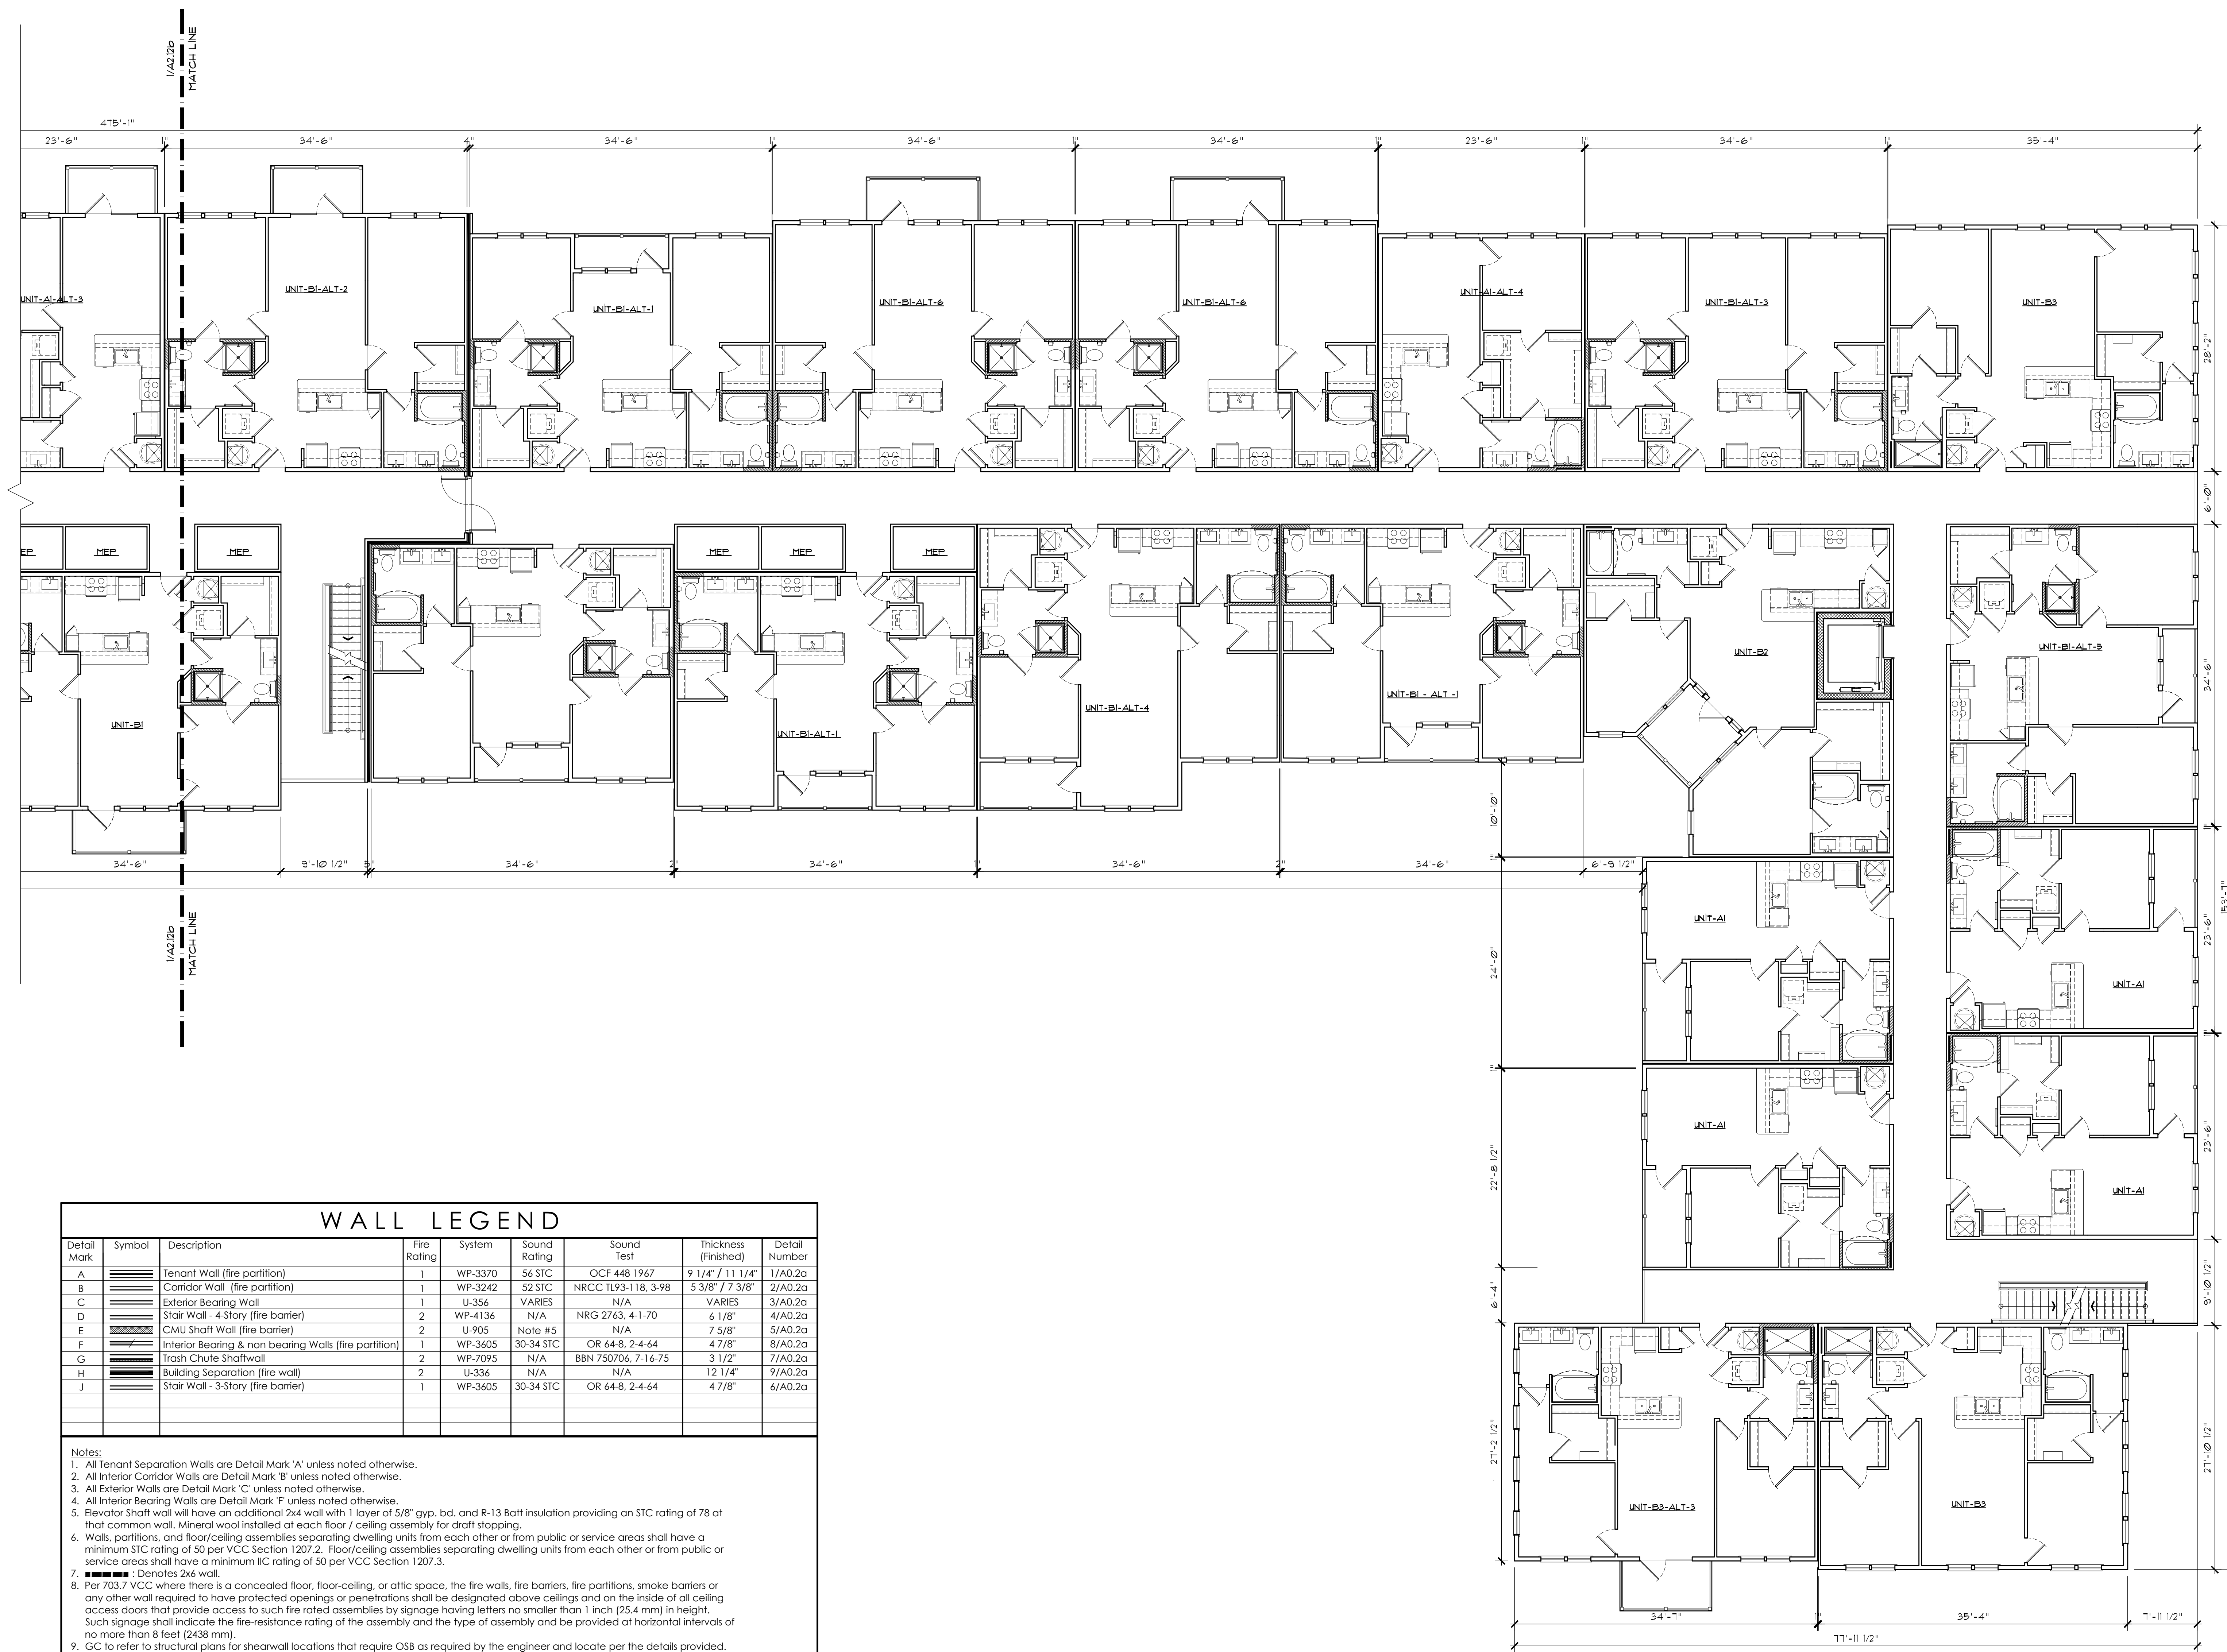 1/A2.12b
MATCH LINE
475'-1"
23'-6" 1" 34'-6" 4" 34'-6" 1" 34'-6" 1" 34'-6" 1" 23'-6" 1" 34'-6" 1" 35'-4"
UNIT-A1-ALT-3
UNIT-B1-ALT-2
UNIT-B1-ALT-1
UNIT-B1-ALT-6
UNIT-B1-ALT-6
UNIT-A1-ALT-4
UNIT-B1-ALT-3
UNIT-B3
28'-2"
6'-0"
MEP
MEP
MEP
MEP
MEP
MEP
UNIT-B1
UNIT-B1-ALT-1
UNIT-B1-ALT-4
UNIT-B1 - ALT -1
UNIT-B2
UNIT-B1-ALT-5
34'-6"
10'-10"
34'-6" 9'-10 1/2" 34'-6" 2" 34'-6" 1" 34'-6" 2" 34'-6" 6'-9 1/2"
1"
1"
1/A2.12b
MATCH LINE
153'-7"
UNIT-A1
24'-0"
23'-6"
UNIT-A1
1"
1"
UNIT-A1
22'-8 1/2"
23'-6"
UNIT-A1
6'-4"
9'-10 1/2"
27'-2 1/2"
27'-10 1/2"
UNIT-B3-ALT-3
UNIT-B3
34'-7" 1" 35'-4" 7'-11 1/2"
77'-11 1/2"
WALL LEGEND
Detail Mark Symbol Description Fire Rating System Sound Rating Sound Test Thickness (Finished) Detail Number
A Tenant Wall (fire partition) 1 WP-3370 56 STC OCF 448 1967 9 1/4" / 11 1/4" 1/A0.2a
B Corridor Wall (fire partition) 1 WP-3242 52 STC NRCC TL93-118, 3-98 5 3/8" / 7 3/8" 2/A0.2a
C Exterior Bearing Wall 1 U-356 VARIES N/A VARIES 3/A0.2a
D Stair Wall - 4-Story (fire barrier) 2 WP-4136 N/A NRG 2763, 4-1-70 6 1/8" 4/A0.2a
E CMU Shaft Wall (fire barrier) 2 U-905 Note #5 N/A 7 5/8" 5/A0.2a
F Interior Bearing & non bearing Walls (fire partition) 1 WP-3605 30-34 STC OR 64-8, 2-4-64 4 7/8" 8/A0.2a
G Trash Chute Shaftwall 2 WP-7095 N/A BBN 750706, 7-16-75 3 1/2" 7/A0.2a
H Building Separation (fire wall) 2 U-336 N/A N/A 12 1/4" 9/A0.2a
J Stair Wall - 3-Story (fire barrier) 1 WP-3605 30-34 STC OR 64-8, 2-4-64 4 7/8" 6/A0.2a
Notes:
1. All Tenant Separation Walls are Detail Mark 'A' unless noted otherwise.
2. All Interior Corridor Walls are Detail Mark 'B' unless noted otherwise.
3. All Exterior Walls are Detail Mark 'C' unless noted otherwise.
4. All Interior Bearing Walls are Detail Mark 'F' unless noted otherwise.
5. Elevator Shaft wall will have an additional 2x4 wall with 1 layer of 5/8" gyp. bd. and R-13 Batt insulation providing an STC rating of 78 at
that common wall. Mineral wool installed at each floor / ceiling assembly for draft stopping.
6. Walls, partitions, and floor/ceiling assemblies separating dwelling units from each other or from public or service areas shall have a
minimum STC rating of 50 per VCC Section 1207.2. Floor/ceiling assemblies separating dwelling units from each other or from public or
service areas shall have a minimum IIC rating of 50 per VCC Section 1207.3.
7. : Denotes 2x6 wall.
8. Per 703.7 VCC where there is a concealed floor, floor-ceiling, or attic space, the fire walls, fire barriers, fire partitions, smoke barriers or
any other wall required to have protected openings or penetrations shall be designated above ceilings and on the inside of all ceiling
access doors that provide access to such fire rated assemblies by signage having letters no smaller than 1 inch (25.4 mm) in height.
Such signage shall indicate the fire-resistance rating of the assembly and the type of assembly and be provided at horizontal intervals of
no more than 8 feet (2438 mm).
9. GC to refer to structural plans for shearwall locations that require OSB as required by the engineer and locate per the details provided.